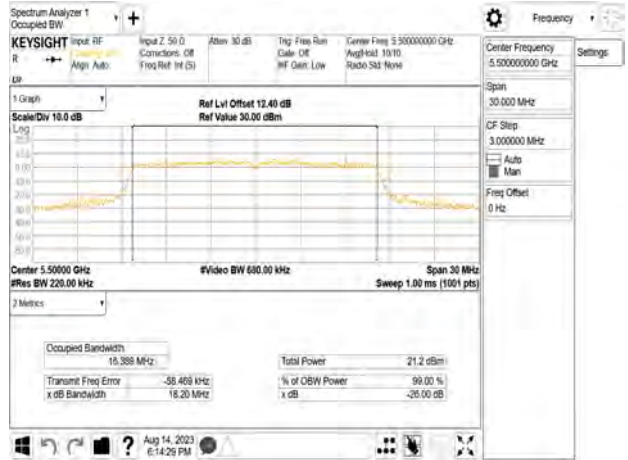 Spectrum Analyzer 1
Occupied BW
Frequency
KEYSIGHT
Input: RF
Input Z: 50 Ω
Atten: 30 dB
Trig: Free Run
Center Freq: 5.500000000 GHz
R
Corrections: Off
Gate: Off
Avg|Hold: 10/10
Align: Auto
Freq Ref: Int (S)
#IF Gain: Low
Radio Std: None
Center Frequency
5.500000000 GHz
Settings
Span
30.000 MHz
CF Step
3.000000 MHz
Auto
Man
Freq Offset
0 Hz
1 Graph
Ref Lvl Offset 12.40 dB
Scale/Div 10.0 dB
Ref Value 30.00 dBm
Log
0.00
Center 5.50000 GHz
#Video BW 680.00 kHz
Span 30 MHz
#Res BW 220.00 kHz
Sweep 1.00 ms (1001 pts)
2 Metrics
Occupied Bandwidth
16.389 MHz
Total Power
21.2 dBm
Transmit Freq Error
-58.469 kHz
% of OBW Power
99.00 %
x dB Bandwidth
18.20 MHz
x dB
-26.00 dB
?
Aug 14, 2023
6:14:29 PM